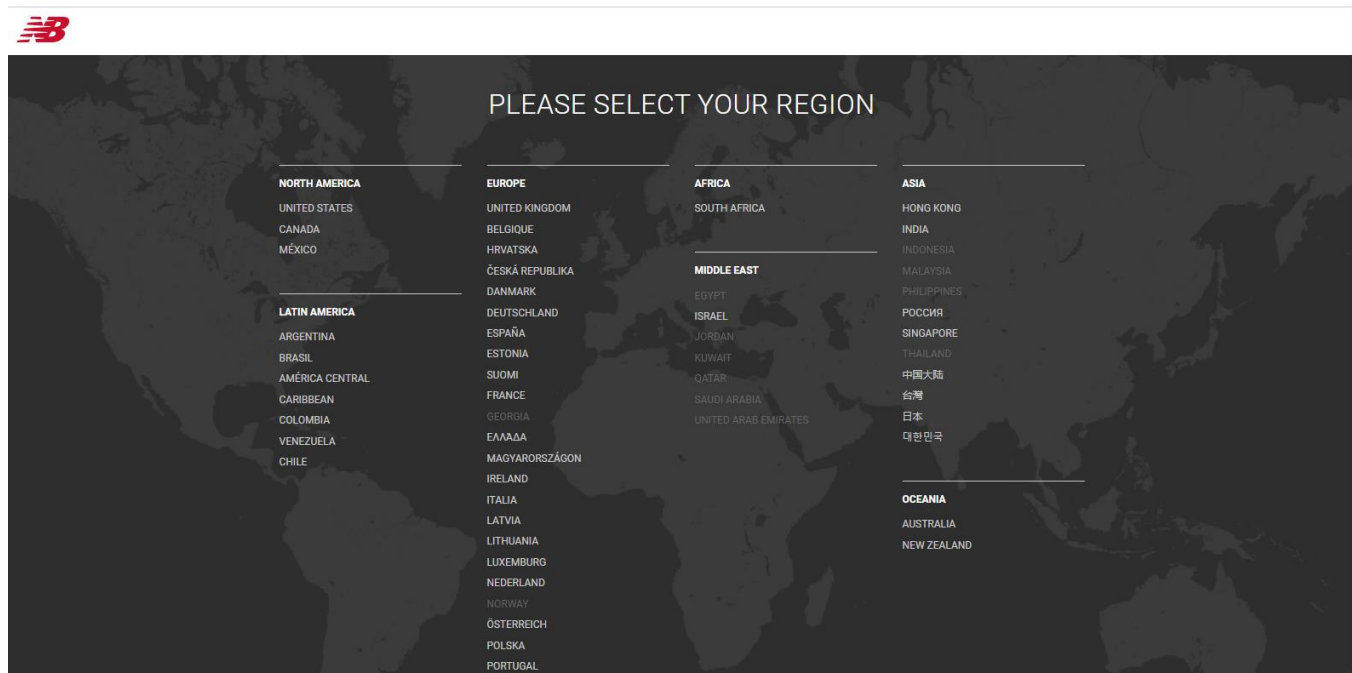 NB
PLEASE SELECT YOUR REGION
NORTH AMERICA
UNITED STATES
CANADA
MÉXICO
LATIN AMERICA
ARGENTINA
BRASIL
AMÉRICA CENTRAL
CARIBBEAN
COLOMBIA
VENEZUELA
CHILE
EUROPE
UNITED KINGDOM
BELGIQUE
HRVATSKA
ČESKÁ REPUBLIKA
DANMARK
DEUTSCHLAND
ESPAÑA
ESTONIA
SUOMI
FRANCE
GEORGIA
ΕΛΛΆΔΑ
MAGYARORSZÁGON
IRELAND
ITALIA
LATVIA
LITHUANIA
LUXEMBURG
NEDERLAND
NORWAY
ÖSTERREICH
POLSKA
PORTUGAL
AFRICA
SOUTH AFRICA
MIDDLE EAST
EGYPT
ISRAEL
JORDAN
KUWAIT
QATAR
SAUDI ARABIA
UNITED ARAB EMIRATES
ASIA
HONG KONG
INDIA
INDONESIA
MALAYSIA
PHILIPPINES
РОССИЯ
SINGAPORE
THAILAND
中国大陆
台灣
日本
대한민국
OCEANIA
AUSTRALIA
NEW ZEALAND